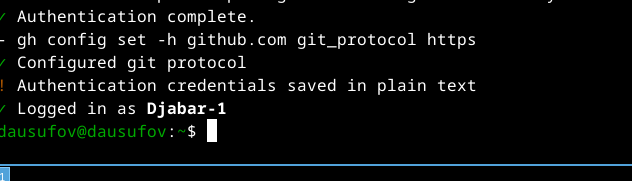 ✓ Authentication complete.
- gh config set -h github.com git_protocol https
✓ Configured git protocol
! Authentication credentials saved in plain text
✓ Logged in as Djabar-1
dausufov@dausufov:~$
1